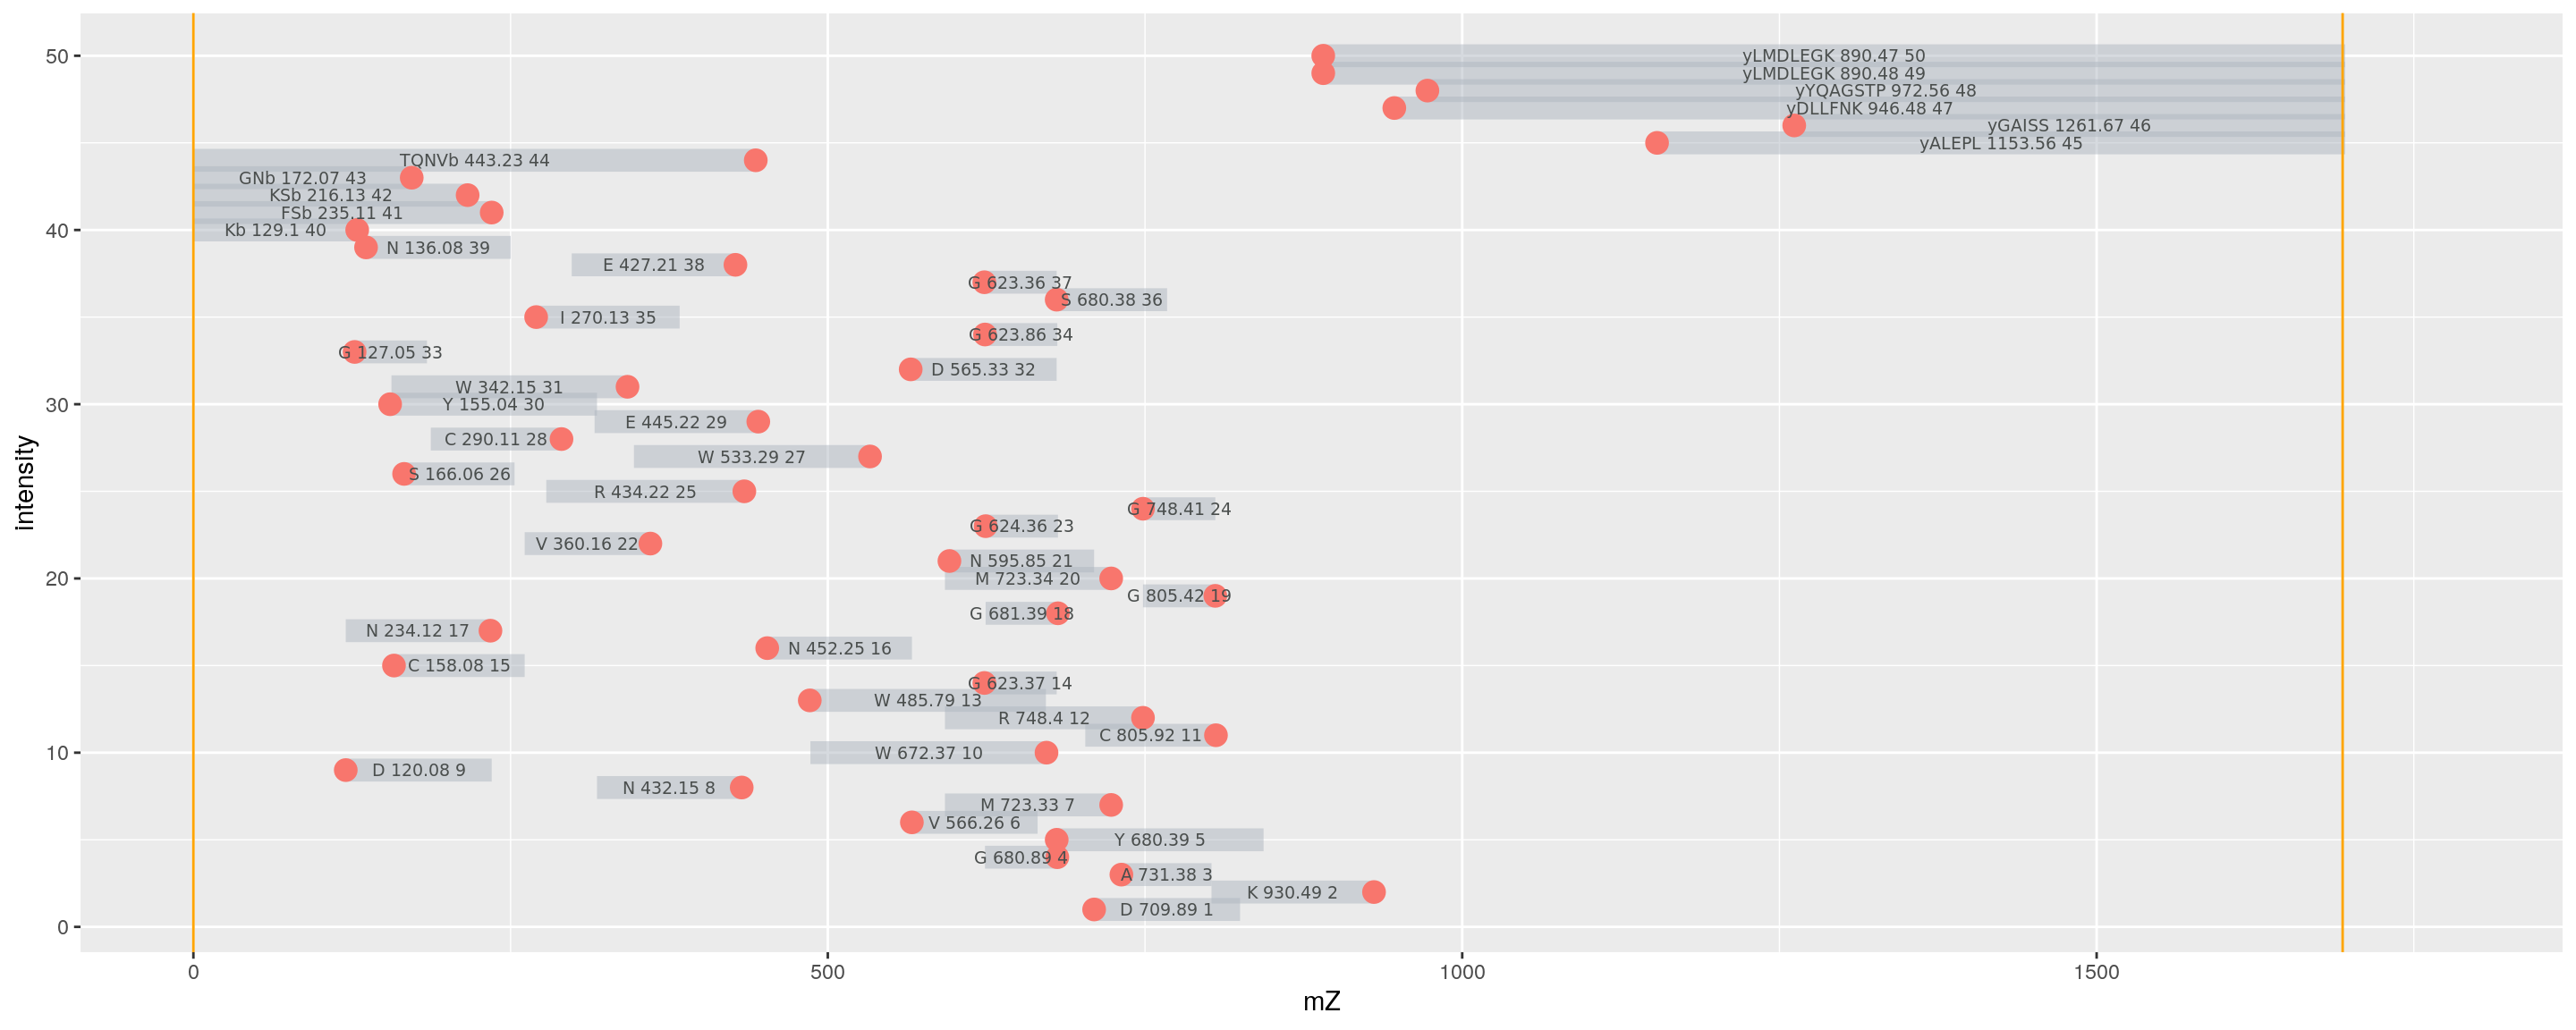 50
yLMDLEGK 890.47 50
yLMDLEGK 890.48 49
yYQAGSTP 972.56 48
yDLLFNK 946.48 47
yGAISS 1261.67 46
yALEPL 1153.56 45
TQNVb 443.23 44
GNb 172.07 43
KSb 216.13 42
FSb 235.11 41
40
Kb 129.1 40
N 136.08 39
E 427.21 38
G 623.36 37
S 680.38 36
I 270.13 35
G 623.86 34
G 127.05 33
D 565.33 32
W 342.15 31
30
Y 155.04 30
E 445.22 29
C 290.11 28
W 533.29 27
S 166.06 26
R 434.22 25
G 748.41 24
G 624.36 23
V 360.16 22
N 595.85 21
20
M 723.34 20
G 805.42 19
G 681.39 18
N 234.12 17
N 452.25 16
C 158.08 15
G 623.37 14
W 485.79 13
R 748.4 12
C 805.92 11
10
W 672.37 10
D 120.08 9
N 432.15 8
M 723.33 7
V 566.26 6
Y 680.39 5
G 680.89 4
A 731.38 3
K 930.49 2
D 709.89 1
0
intensity
0 500 1000 1500
mZ